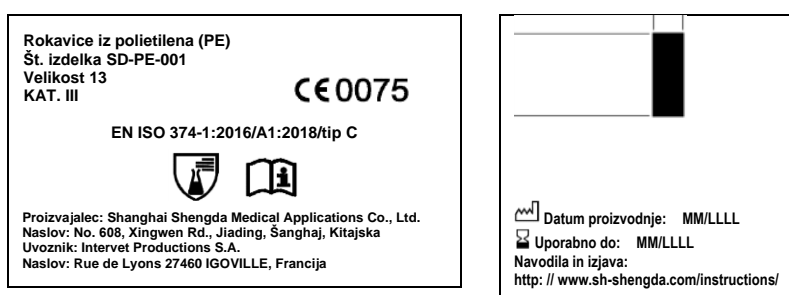 Rokavice iz polietilena (PE)
Št. izdelka SD-PE-001
Velikost 13
KAT. III
CE 0075
EN ISO 374-1:2016/A1:2018/tip C
Proizvajalec: Shanghai Shengda Medical Applications Co., Ltd.
Naslov: No. 608, Xingwen Rd., Jiading, Šanghaj, Kitajska
Uvoznik: Intervet Productions S.A.
Naslov: Rue de Lyons 27460 IGOVILLE, Francija
Datum proizvodnje: MM/LLLL
Uporabno do: MM/LLLL
Navodila in izjava:
http: // www.sh-shengda.com/instructions/